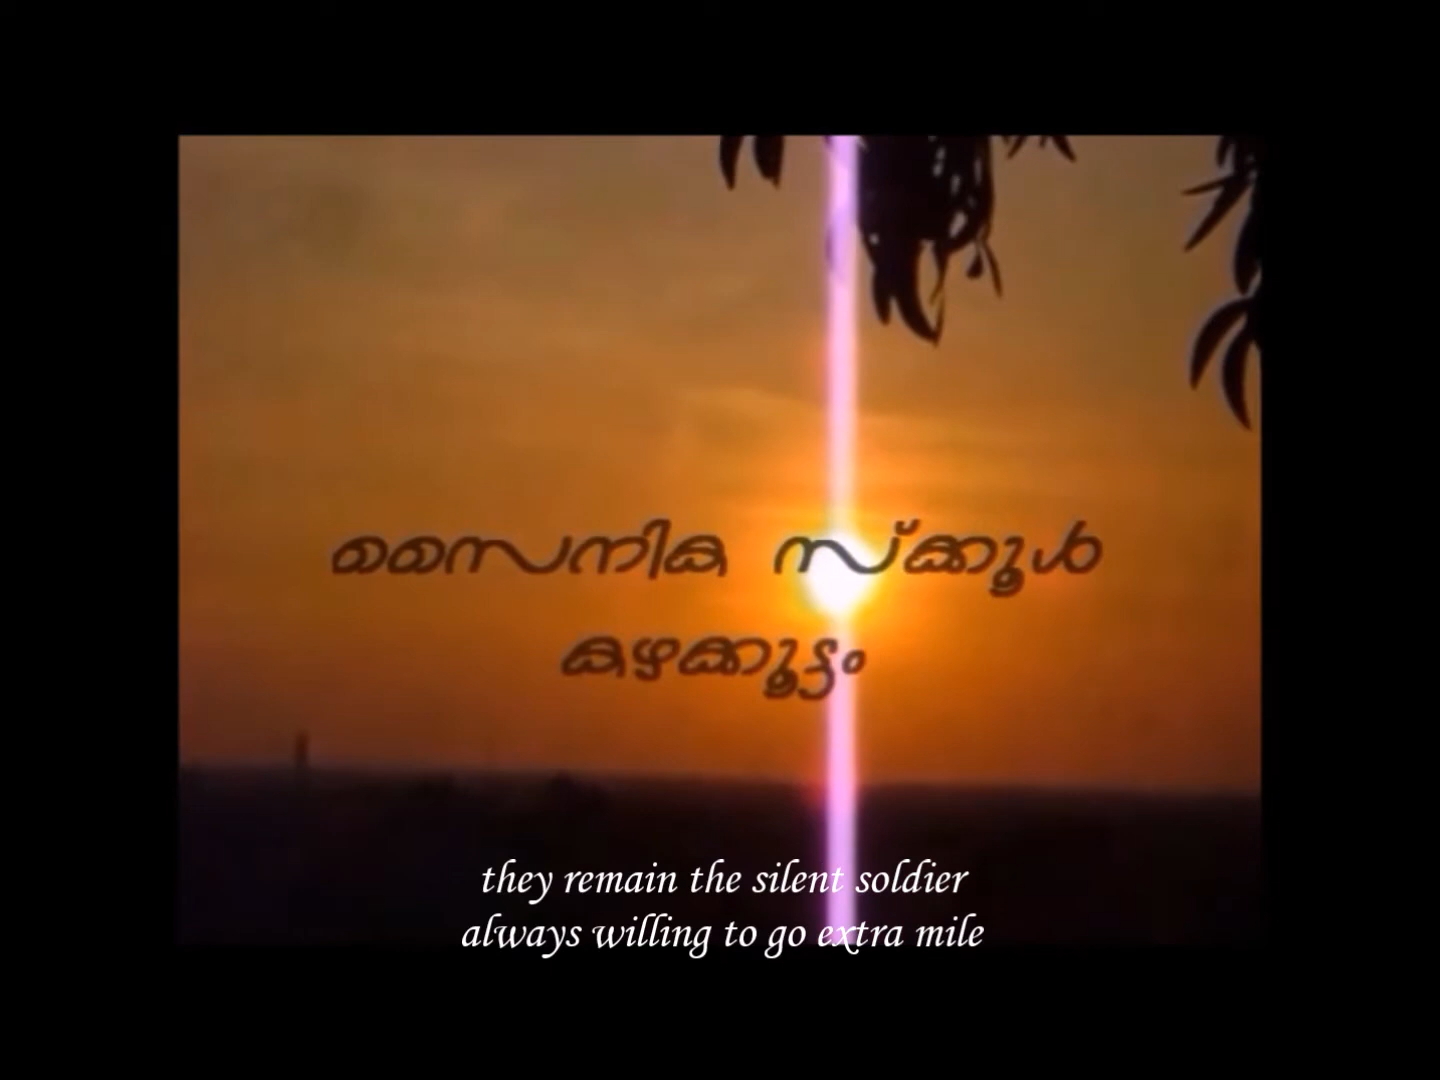 സൈനിക സ്ക്കൂൾ
കഴക്കൂട്ടം
they remain the silent soldier
always willing to go extra mile